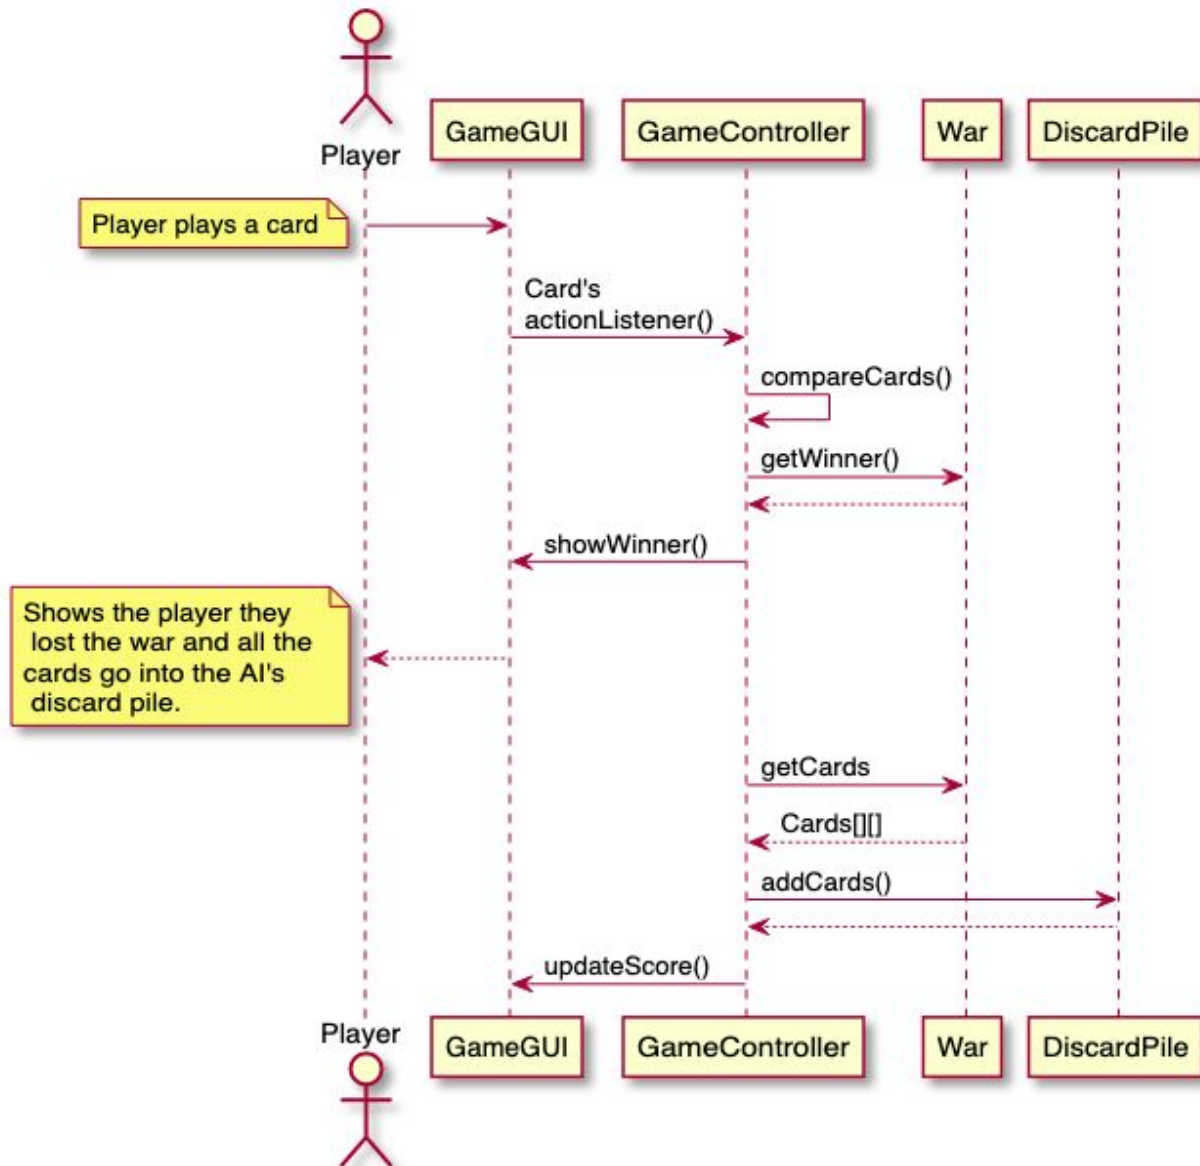 Player
GameGUI
GameController
War
DiscardPile
Player plays a card
Card's
actionListener()
compareCards()
getWinner()
showWinner()
Shows the player they
lost the war and all the
cards go into the AI's
discard pile.
getCards
Cards[][]
addCards()
updateScore()
Player
GameGUI
GameController
War
DiscardPile